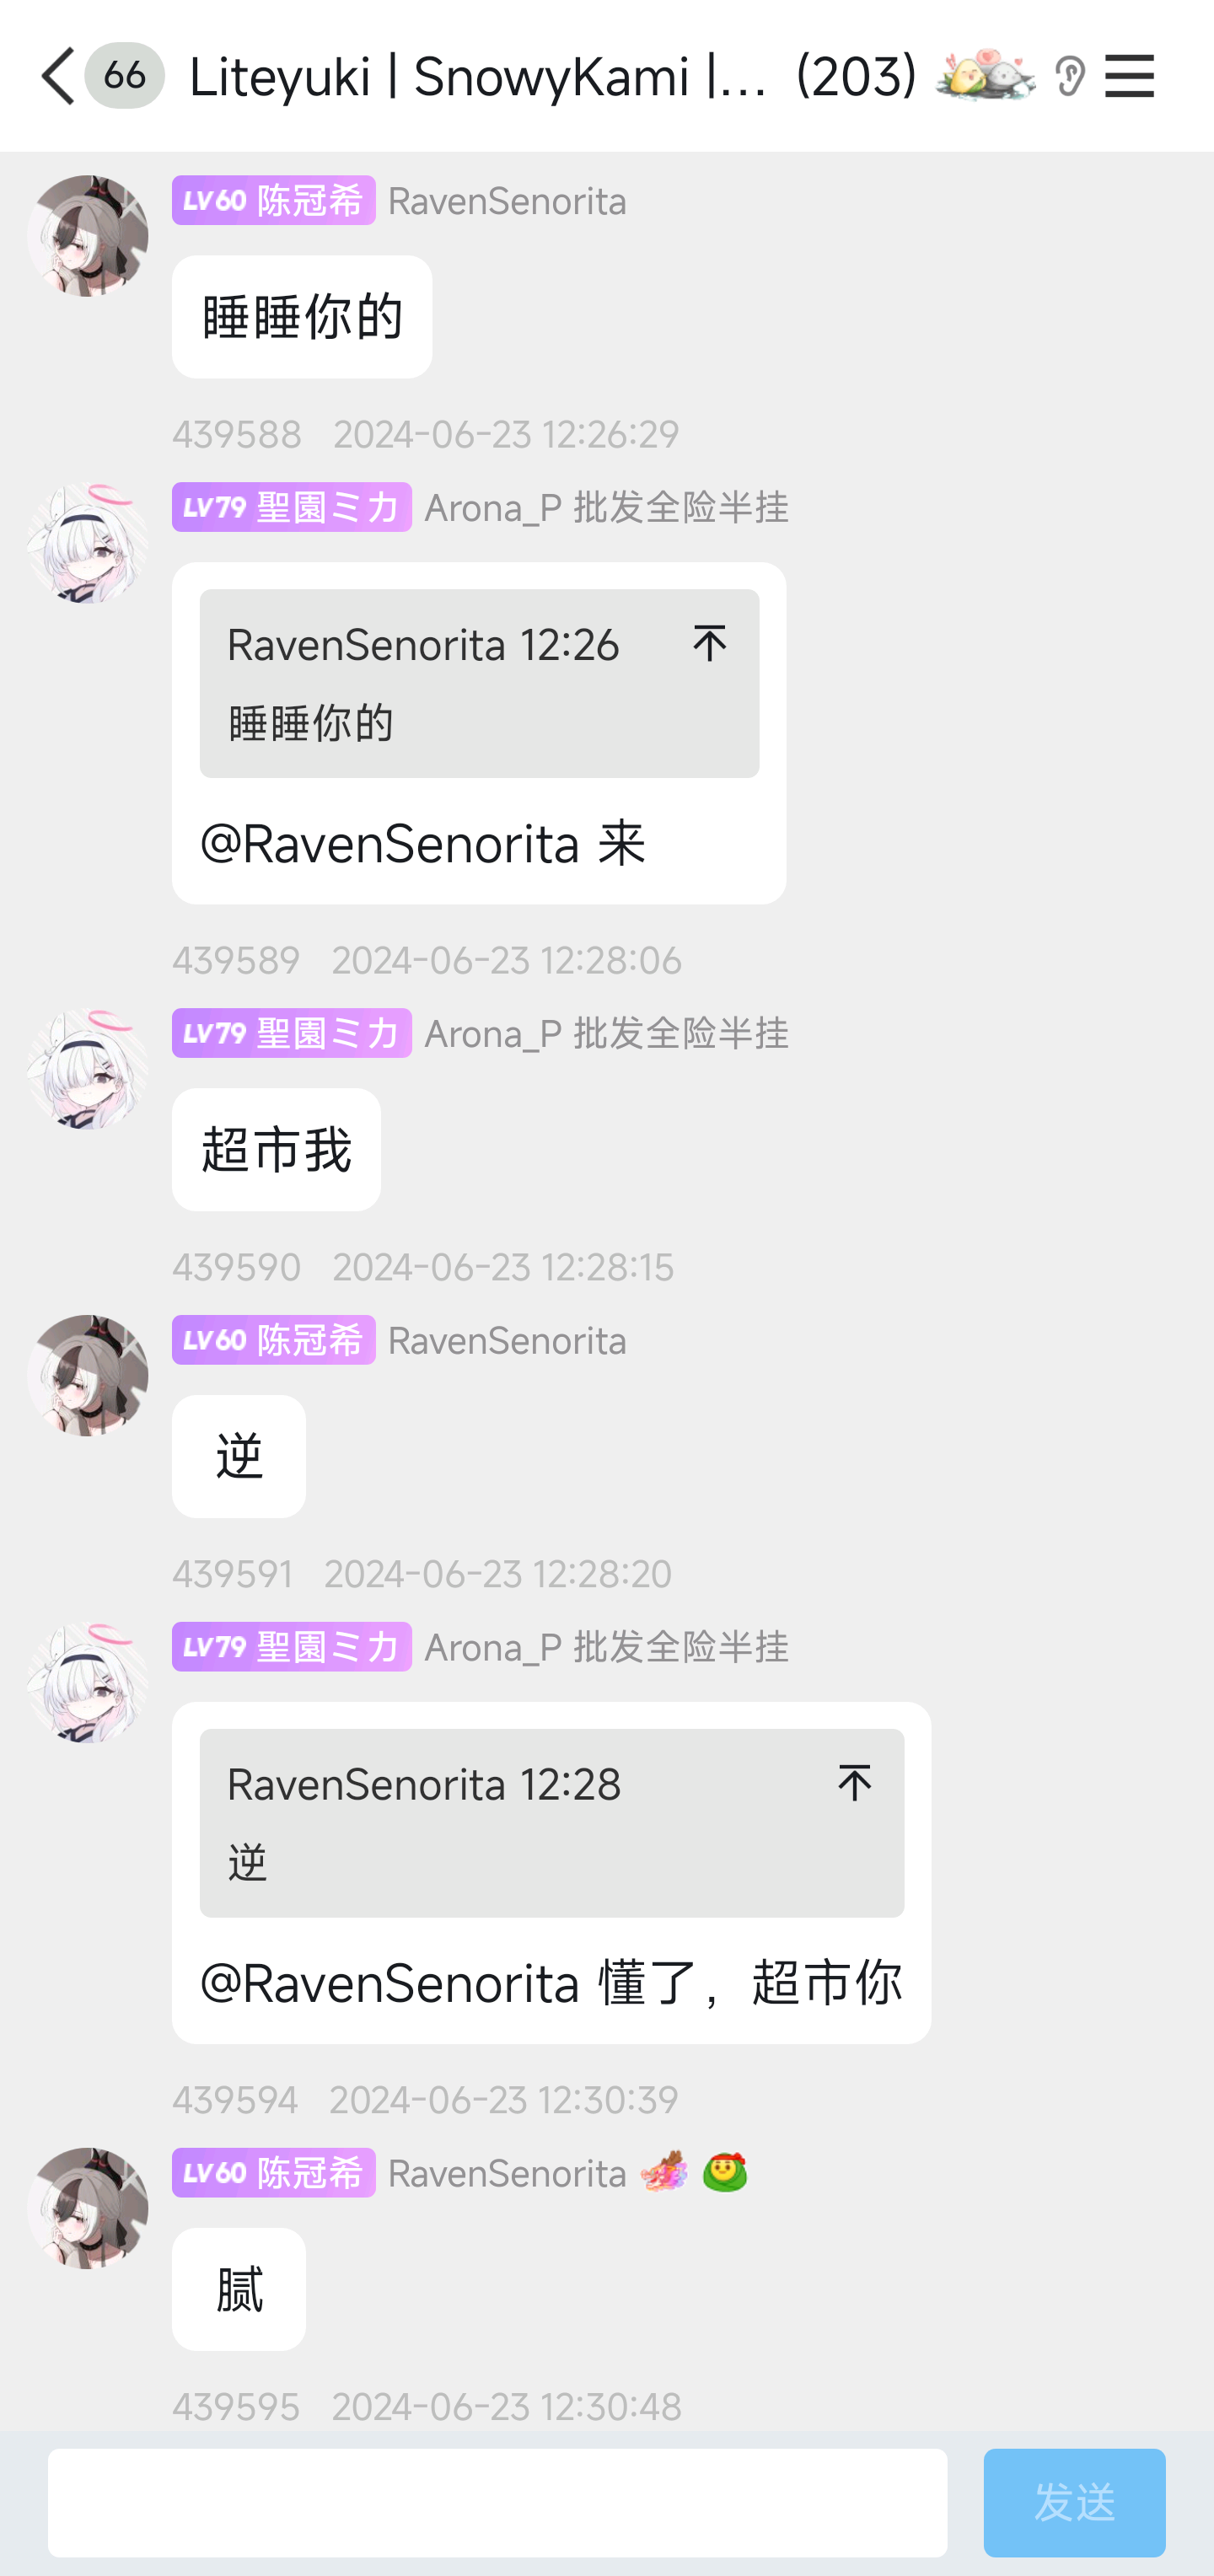 66 Liteyuki | SnowyKami |... (203)
LV60 陈冠希 RavenSenorita
睡睡你的
439588 2024-06-23 12:26:29
LV79 聖園ミカ Arona_P 批发全险半挂
RavenSenorita 12:26
睡睡你的
@RavenSenorita 来
439589 2024-06-23 12:28:06
LV79 聖園ミカ Arona_P 批发全险半挂
超市我
439590 2024-06-23 12:28:15
LV60 陈冠希 RavenSenorita
逆
439591 2024-06-23 12:28:20
LV79 聖園ミカ Arona_P 批发全险半挂
RavenSenorita 12:28
逆
@RavenSenorita 懂了，超市你
439594 2024-06-23 12:30:39
LV60 陈冠希 RavenSenorita
腻
439595 2024-06-23 12:30:48
发送